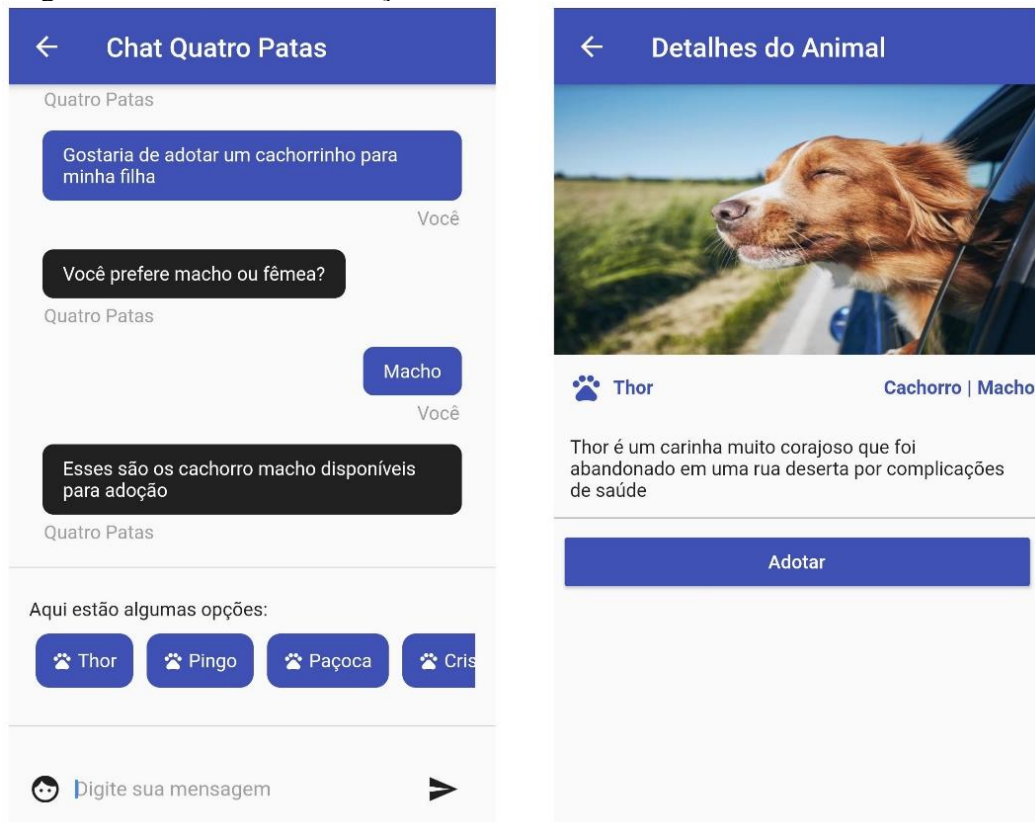 Chat Quatro Patas
Quatro Patas
Gostaria de adotar um cachorrinho para
minha filha
Você
Você prefere macho ou fêmea?
Quatro Patas
Macho
Você
Esses são os cachorro macho disponíveis
para adoção
Quatro Patas
Aqui estão algumas opções:
Thor Pingo Paçoca Cris
Digite sua mensagem
Detalhes do Animal
Thor Cachorro | Macho
Thor é um carinha muito corajoso que foi
abandonado em uma rua deserta por complicações
de saúde
Adotar